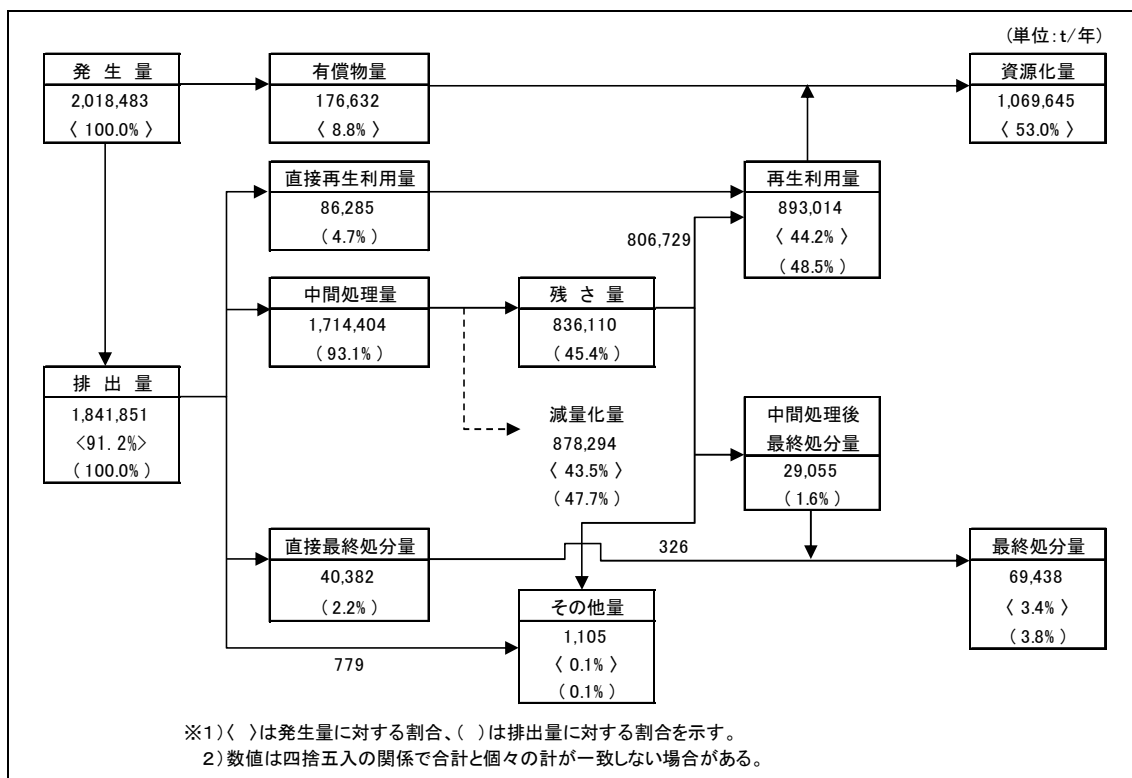 (単位:t/年)
発 生 量
2,018,483
〈 100.0% 〉
有償物量
176,632
〈 8.8% 〉
資源化量
1,069,645
〈 53.0% 〉
直接再生利用量
86,285
( 4.7% )
再生利用量
893,014
〈 44.2% 〉
( 48.5% )
806,729
中間処理量
1,714,404
( 93.1% )
残 さ 量
836,110
( 45.4% )
排 出 量
1,841,851
<91.2%>
( 100.0% )
減量化量
878,294
〈 43.5% 〉
( 47.7% )
中間処理後
最終処分量
29,055
( 1.6% )
直接最終処分量
40,382
( 2.2% )
326
最終処分量
69,438
〈 3.4% 〉
( 3.8% )
その他量
1,105
〈 0.1% 〉
( 0.1% )
779
※1)〈 〉は発生量に対する割合、( )は排出量に対する割合を示す。
2)数値は四捨五入の関係で合計と個々の計が一致しない場合がある。